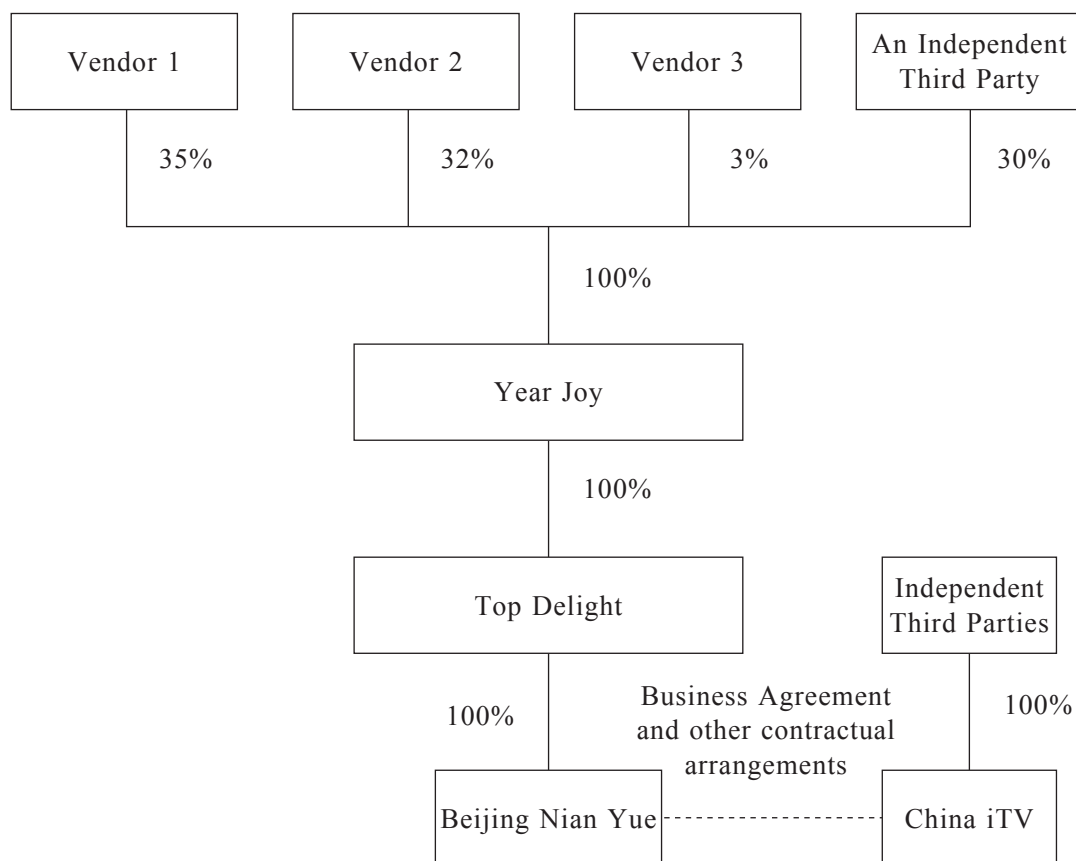 Vendor 1
Vendor 2
Vendor 3
An Independent
Third Party
35%
32%
3%
30%
100%
Year Joy
100%
Top Delight
Independent
Third Parties
100%
Business Agreement
and other contractual
arrangements
100%
Beijing Nian Yue
China iTV